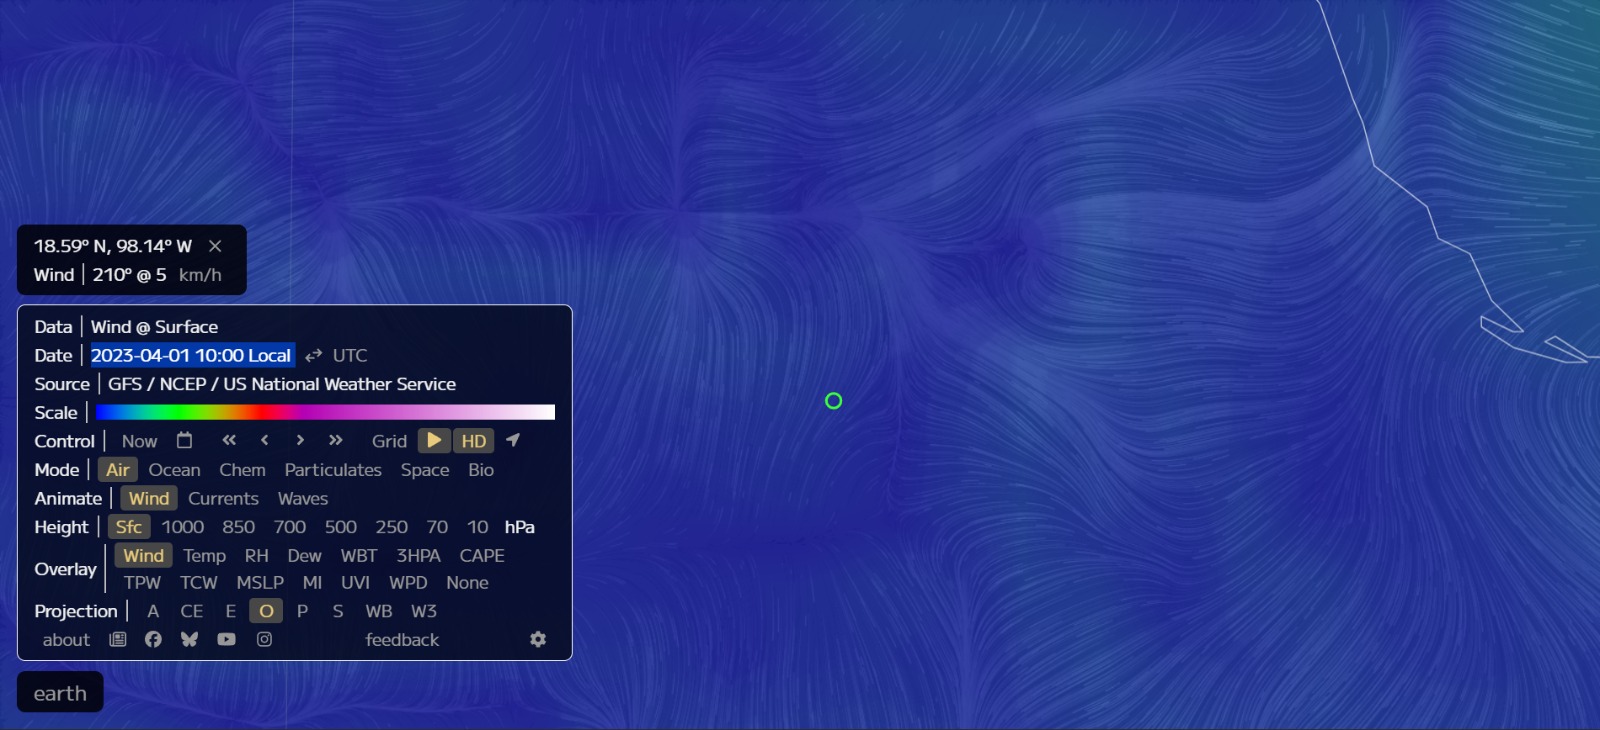 18.59° N, 98.14° W ×
Wind | 210° @ 5 km/h
Data | Wind @ Surface
Date | 2023-04-01 10:00 Local ⇄ UTC
Source | GFS / NCEP / US National Weather Service
Scale |
Control | Now « ‹ › » Grid HD
Mode | Air Ocean Chem Particulates Space Bio
Animate | Wind Currents Waves
Height | Sfc 1000 850 700 500 250 70 10 hPa
Overlay | Wind Temp RH Dew WBT 3HPA CAPE
TPW TCW MSLP MI UVI WPD None
Projection | A CE E O P S WB W3
about feedback
earth